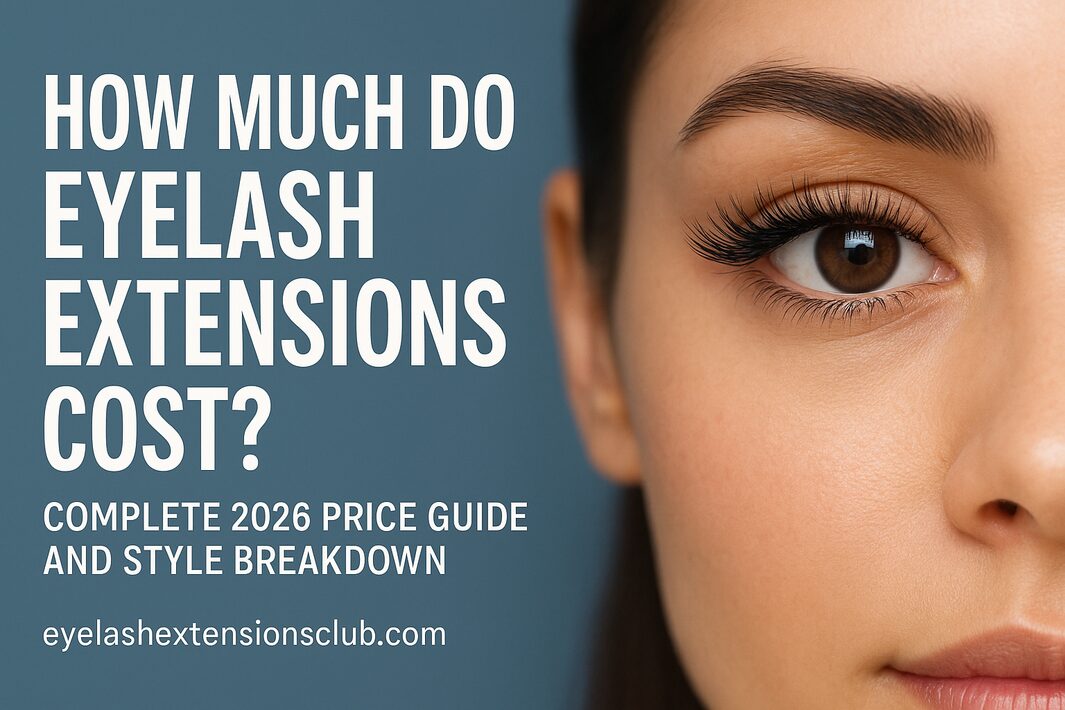 HOW MUCH DO
EYELASH
EXTENSIONS
COST?
COMPLETE 2026 PRICE GUIDE
AND STYLE BREAKDOWN
eyelashextensionsclub.com